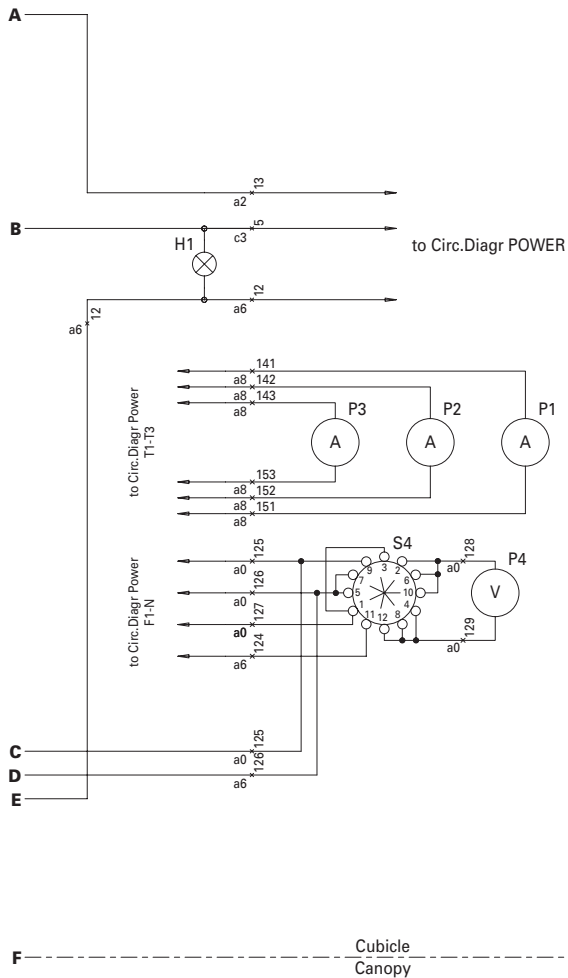 A
13
a2
B
5
c3
H1
to Circ.Diagr POWER
12
a6
12
a6
141
a8
142
a8
143
a8
P3
P2
P1
A
A
A
to Circ.Diagr Power
T1-T3
153
a8
152
a8
151
a8
125
a0
126
a0
127
a0
124
a6
to Circ.Diagr Power
F1-N
S4
3
9
2
7
6
5
10
1
4
11
8
12
128
a0
P4
V
129
a0
C
125
a0
D
126
a6
E
F
Cubicle
Canopy